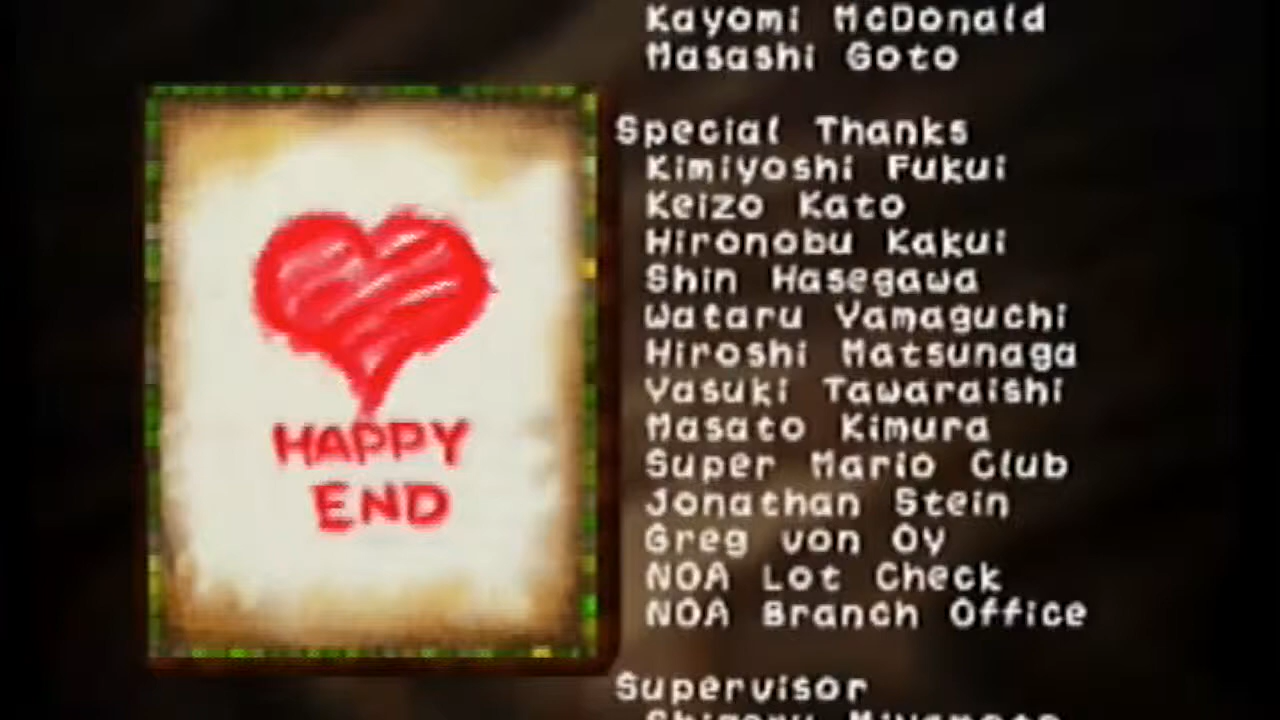 Kayomi McDonald
Masashi Goto
Special Thanks
Kimiyoshi Fukui
Keizo Kato
Hironobu Kakui
Shin Hasegawa
Wataru Yamaguchi
Hiroshi Matsunaga
Yasuki Tawaraishi
Masato Kimura
Super Mario Club
Jonathan Stein
Greg von Oy
NOA Lot Check
NOA Branch Office
Supervisor
Shigeru Miyamoto
HAPPY
END